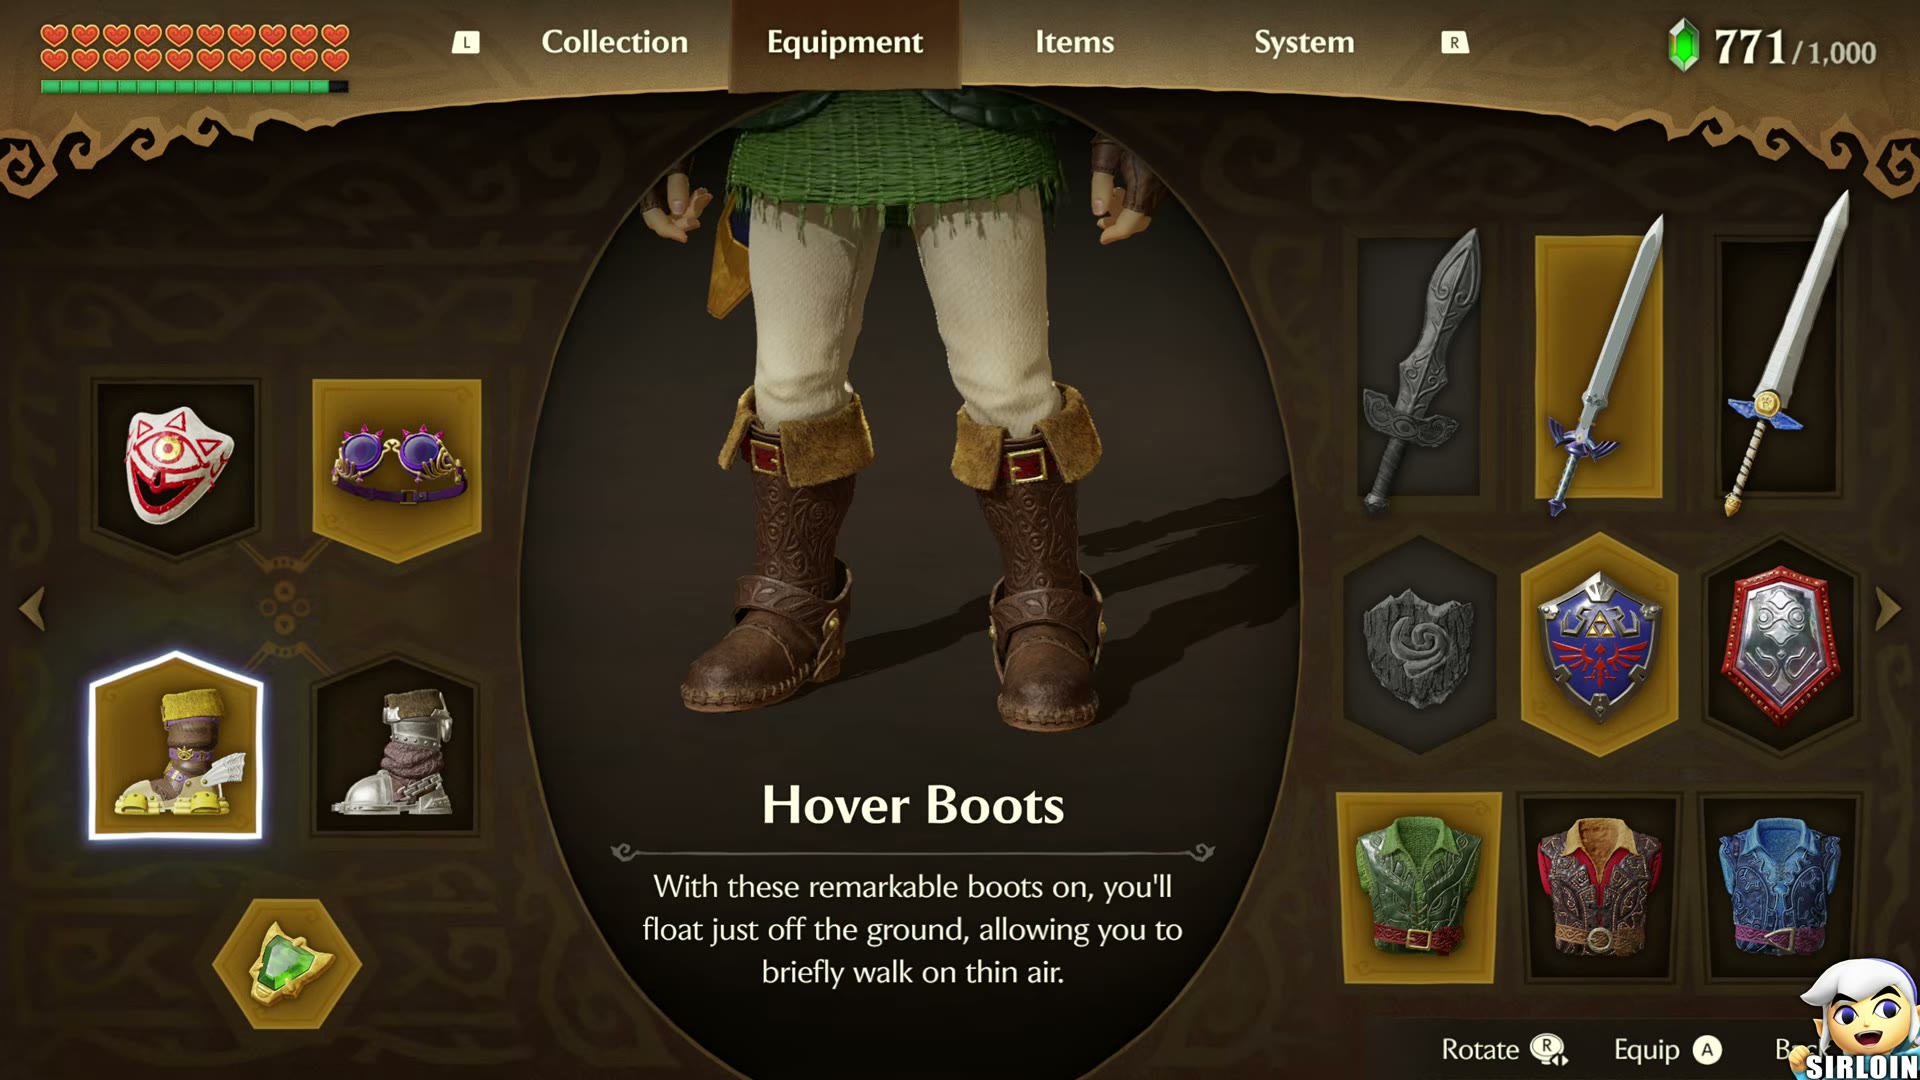 L Collection Equipment Items System R 771/1,000
Hover Boots
With these remarkable boots on, you'll
float just off the ground, allowing you to
briefly walk on thin air.
Rotate R Equip A Back
SIRLOIN